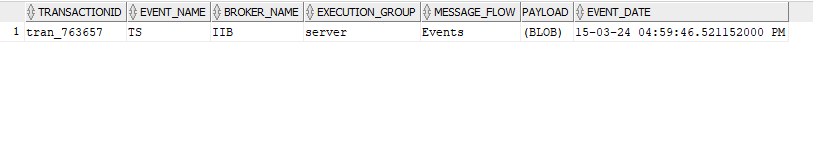 TRANSACTIONID EVENT_NAME BROKER_NAME EXECUTION_GROUP MESSAGE_FLOW PAYLOAD EVENT_DATE
1 tran_763657 TS IIB server Events (BLOB) 15-03-24 04:59:46.521152000 PM